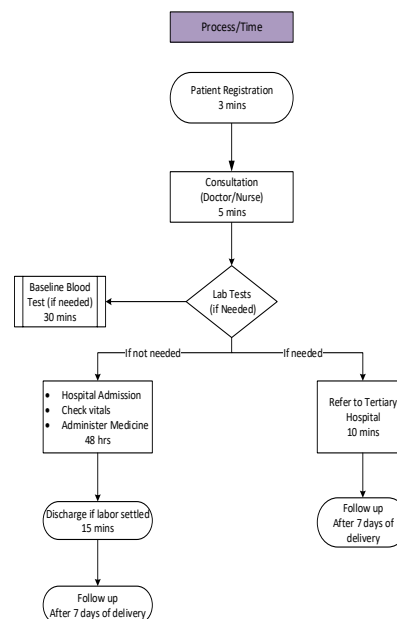 Process/Time
Patient Registration
3 mins
Consultation
(Doctor/Nurse)
5 mins
Baseline Blood
Test (if needed)
30 mins
Lab Tests
(if Needed)
If not needed
If needed
• Hospital Admission
• Check vitals
• Administer Medicine
48 hrs
Refer to Tertiary
Hospital
10 mins
Discharge if labor settled
15 mins
Follow up
After 7 days of
delivery
Follow up
After 7 days of delivery